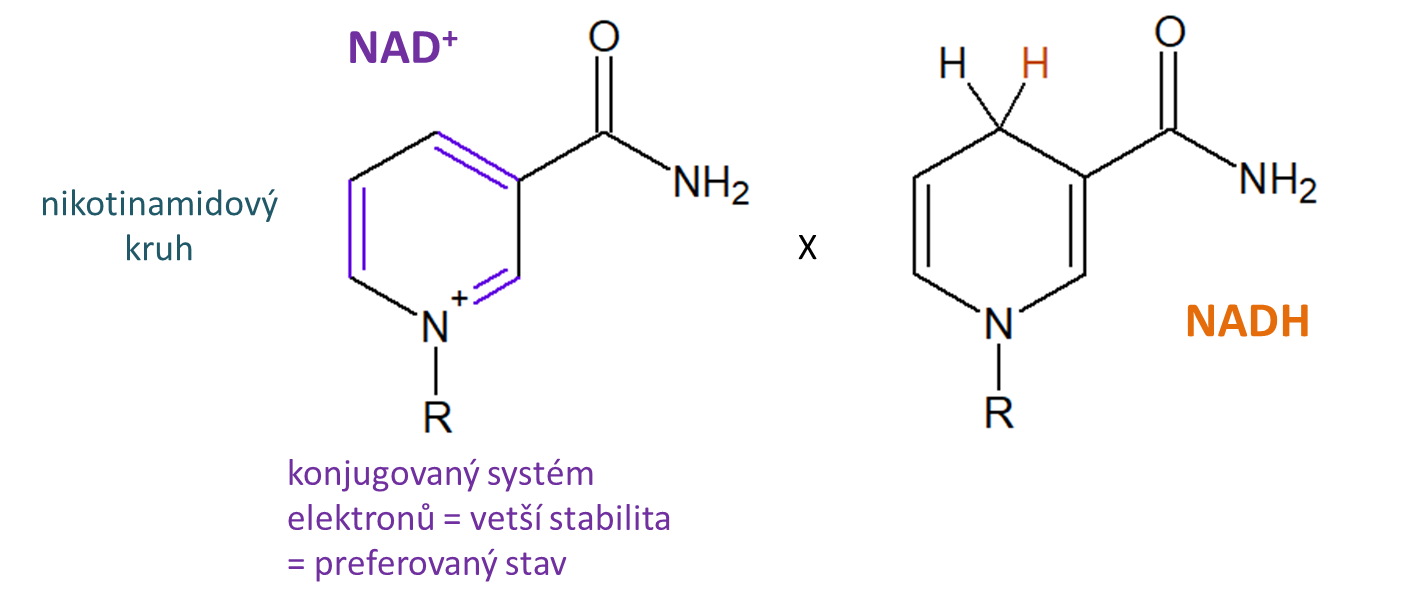 NAD⁺
O
NH₂
N⁺
R
nikotinamidový
kruh
konjugovaný systém
elektronů = vetší stabilita
= preferovaný stav
X
H H
O
NH₂
N
R
NADH